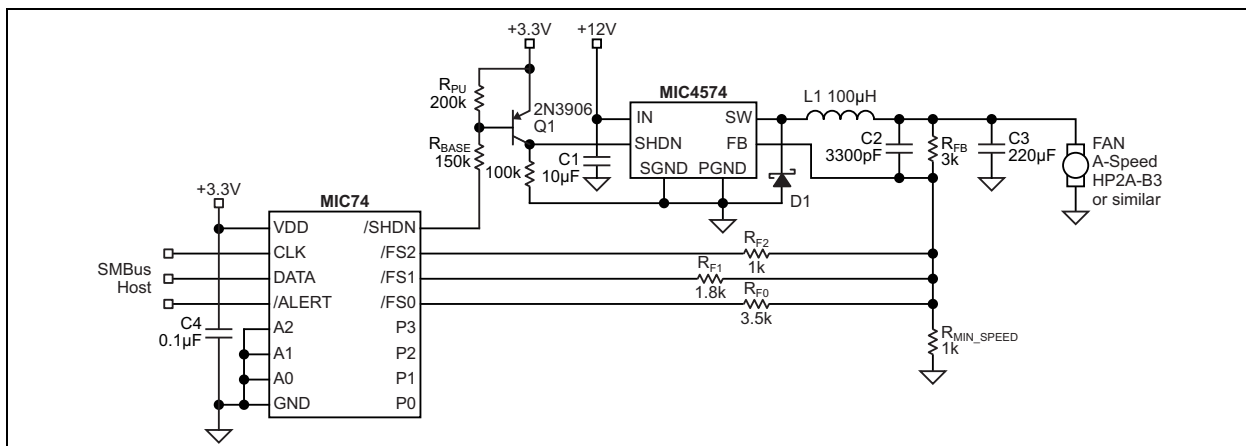 +3.3V
+12V
RPU
200k
2N3906
Q1
RBASE
150k
100k
C1
10µF
MIC4574
IN
SHDN
SGND
PGND
SW
FB
L1 100µH
C2
3300pF
RFB
3k
C3
220µF
FAN
A-Speed
HP2A-B3
or similar
D1
+3.3V
MIC74
VDD
CLK
DATA
/ALERT
A2
A1
A0
GND
/SHDN
/FS2
/FS1
/FS0
P3
P2
P1
P0
SMBus
Host
C4
0.1µF
RF2
1k
RF1
1.8k
RF0
3.5k
RMIN_SPEED
1k